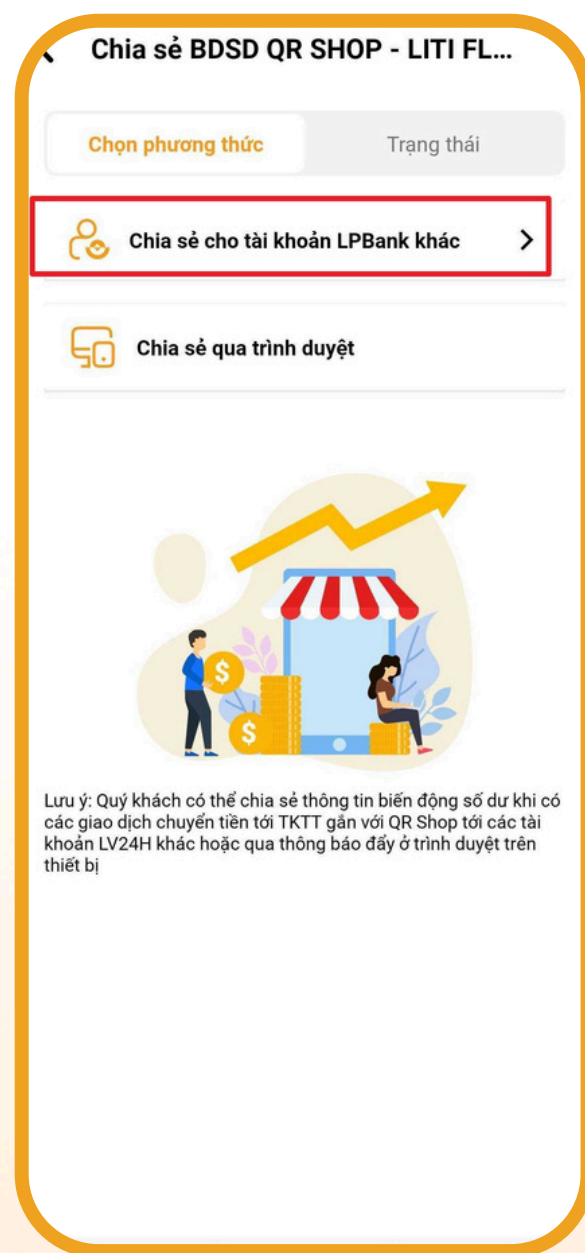 Chia sẻ BDSD QR SHOP - LITI FL...
Chọn phương thức
Trạng thái
Chia sẻ cho tài khoản LPBank khác
Chia sẻ qua trình duyệt
$
$
Lưu ý: Quý khách có thể chia sẻ thông tin biến động số dư khi có
các giao dịch chuyển tiền tới TKTT gắn với QR Shop tới các tài
khoản LV24H khác hoặc qua thông báo đẩy ở trình duyệt trên
thiết bị